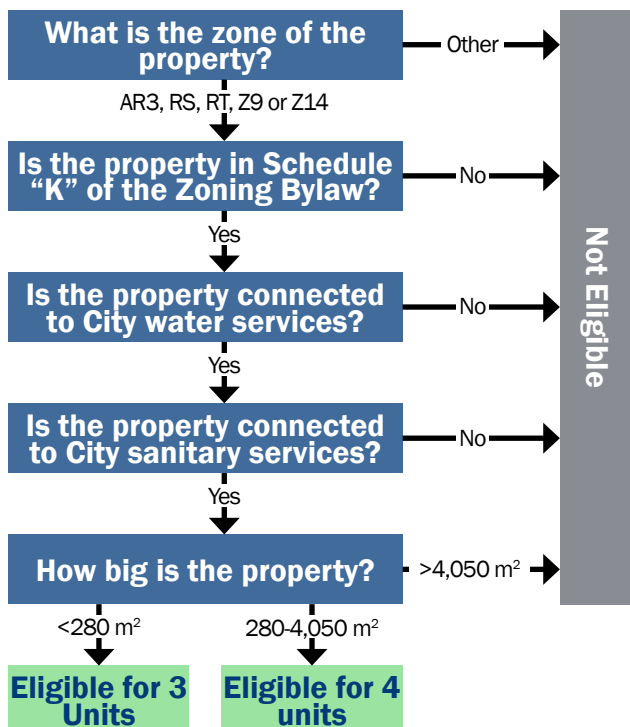 What is the zone of the
property?
Other
AR3, RS, RT, Z9 or Z14
Is the property in Schedule
“K” of the Zoning Bylaw?
No
Yes
Is the property connected
to City water services?
No
Yes
Is the property connected
to City sanitary services?
No
Yes
How big is the property?
>4,050 m²
Not Eligible
<280 m²
280-4,050 m²
Eligible for 3
Units
Eligible for 4
units